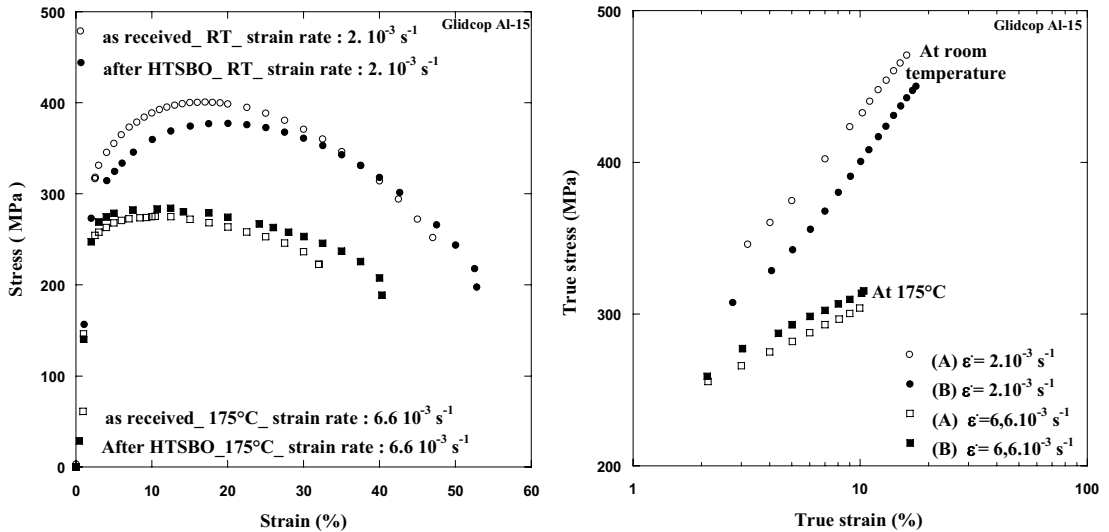 500
400
300
200
100
0
Stress ( MPa )
Glidcop Al-15
as received_ RT_ strain rate : 2. 10⁻³ s⁻¹
after HTSBO_ RT_ strain rate : 2. 10⁻³ s⁻¹
as received_ 175°C_ strain rate : 6.6 10⁻³ s⁻¹
After HTSBO_175°C_ strain rate : 6.6 10⁻³ s⁻¹
0 10 20 30 40 50 60
Strain (%)
500
400
300
200
True stress (MPa)
Glidcop Al-15
At room
temperature
At 175°C
(A) ε̇= 2.10⁻³ s⁻¹
(B) ε̇= 2.10⁻³ s⁻¹
(A) ε̇= 6,6.10⁻³ s⁻¹
(B) ε̇= 6,6.10⁻³ s⁻¹
1 10 100
True strain (%)